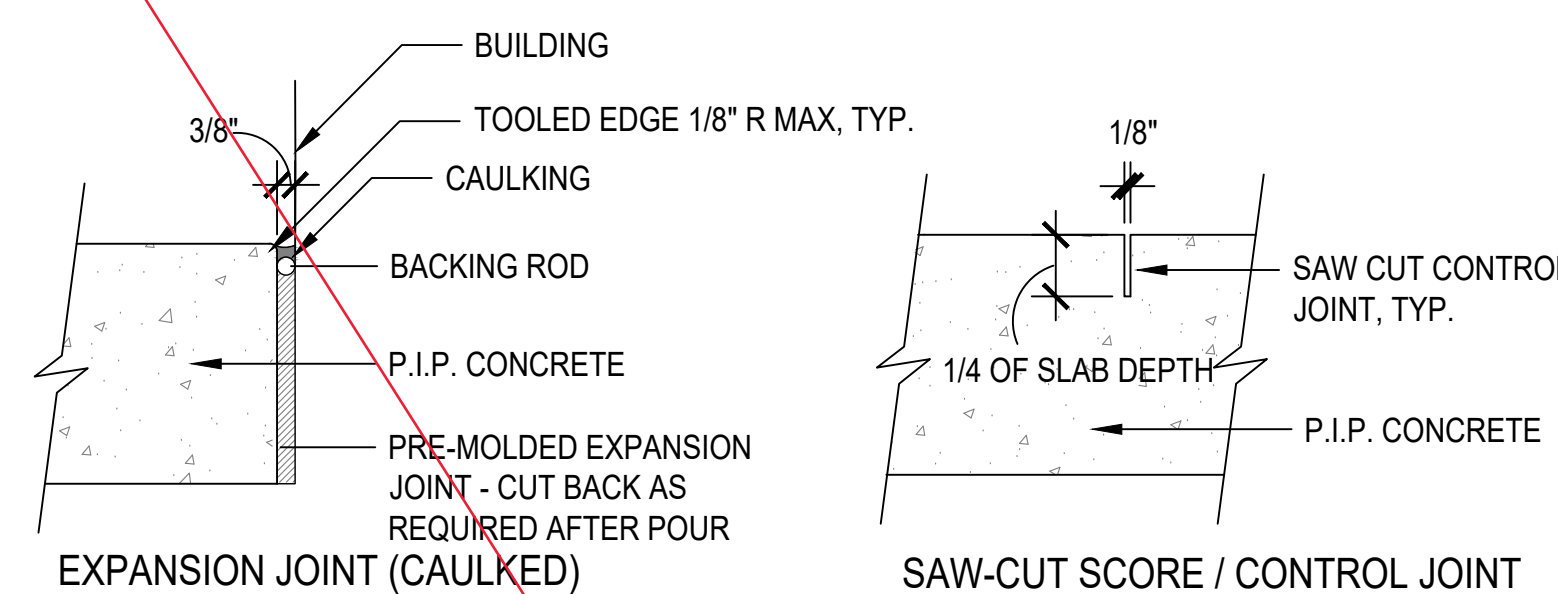 BUILDING
3/8"
TOOLED EDGE 1/8" R MAX, TYP.
CAULKING
BACKING ROD
P.I.P. CONCRETE
PRE-MOLDED EXPANSION
JOINT - CUT BACK AS
REQUIRED AFTER POUR
EXPANSION JOINT (CAULKED)
1/8"
SAW CUT CONTROL
JOINT, TYP.
1/4 OF SLAB DEPTH
P.I.P. CONCRETE
SAW-CUT SCORE / CONTROL JOINT